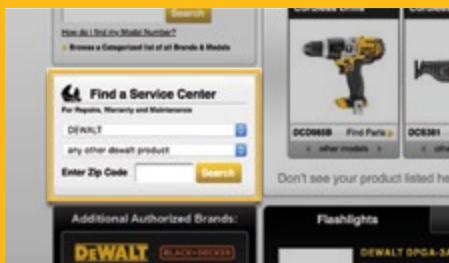 Search
How do I find my Model Number?
Browse a Categorized list of all Brands & Models
Find a Service Center
For Repairs, Warranty and Maintenance
DEWALT
any other dewalt product
Enter Zip Code
Search
Cordless Drills
DCD985B Find Parts
other models
DCS381
Don't see your product listed he
Additional Authorized Brands:
DEWALT BLACK+DECKER
Flashlights
DEWALT DPGA-3A